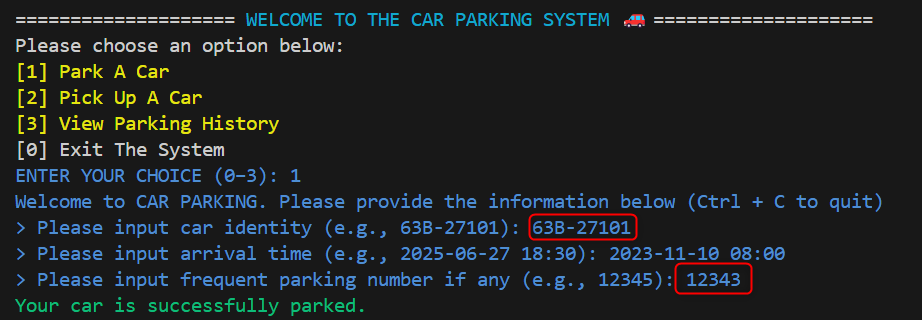 ==================== WELCOME TO THE CAR PARKING SYSTEM 🚗 ====================
Please choose an option below:
[1] Park A Car
[2] Pick Up A Car
[3] View Parking History
[0] Exit The System
ENTER YOUR CHOICE (0–3): 1
Welcome to CAR PARKING. Please provide the information below (Ctrl + C to quit)
> Please input car identity (e.g., 63B-27101): 63B-27101
> Please input arrival time (e.g., 2025-06-27 18:30): 2023-11-10 08:00
> Please input frequent parking number if any (e.g., 12345): 12343
Your car is successfully parked.